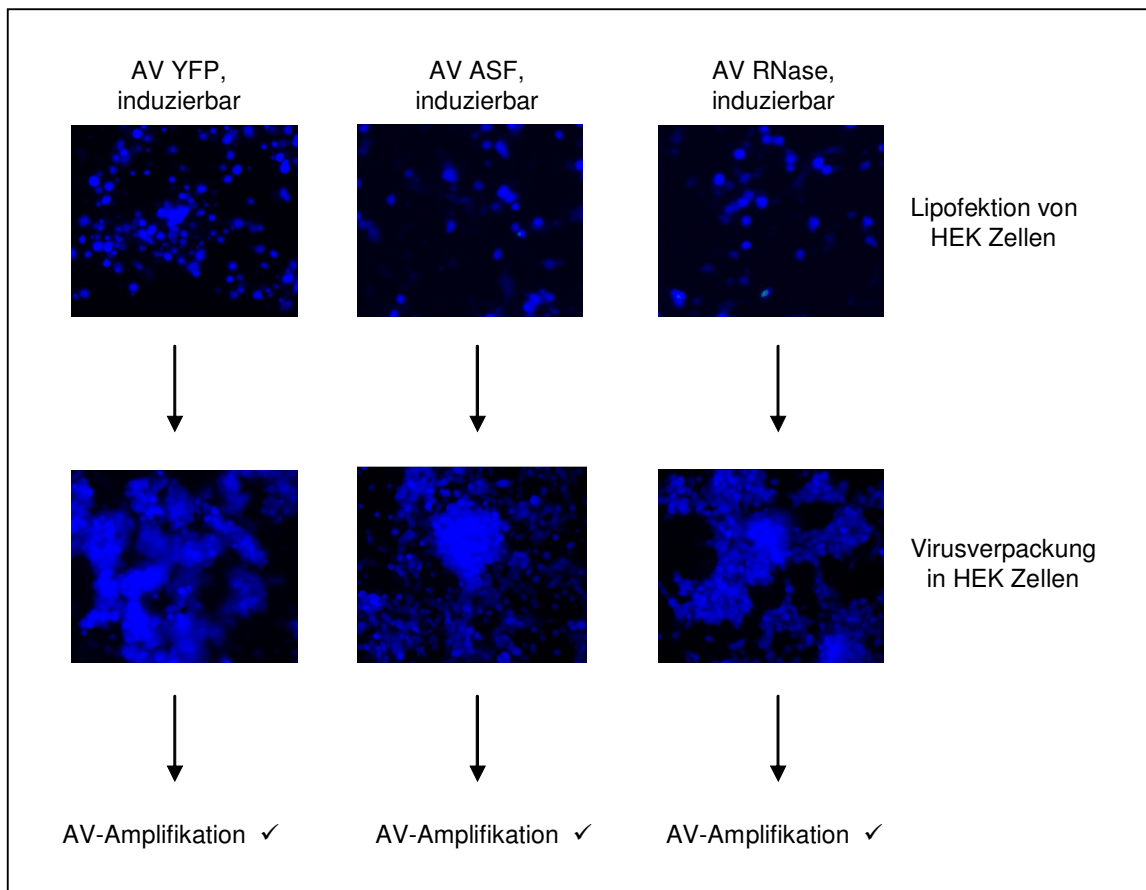 AV YFP,
induzierbar
AV ASF,
induzierbar
AV RNase,
induzierbar
Lipofektion von
HEK Zellen
Virusverpackung
in HEK Zellen
AV-Amplifikation ✓
AV-Amplifikation ✓
AV-Amplifikation ✓